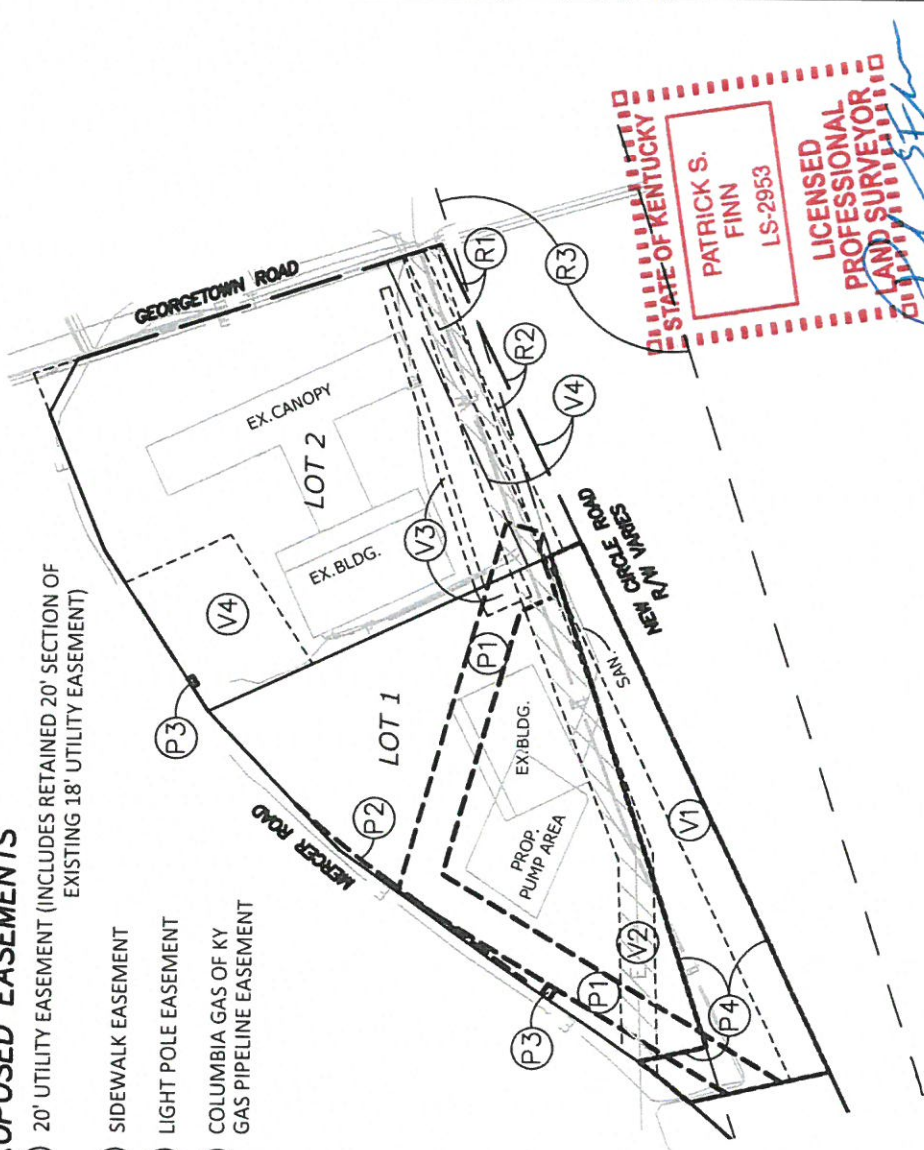 OPOSED EASEMENTS
) 20' UTILITY EASEMENT (INCLUDES RETAINED 20' SECTION OF
EXISTING 18' UTILITY EASEMENT)
) SIDEWALK EASEMENT
) LIGHT POLE EASEMENT
) COLUMBIA GAS OF KY
GAS PIPELINE EASEMENT
GEORGETOWN ROAD
EX.CANOPY
LOT 2
EX.BLDG.
V3
V4
R1
R2
V4
R3
P3
LOT 1
P1
P2
MERCER ROAD
EX.BLDG.
PROP.
PUMP AREA
SAN
NEW CIRCLE ROAD
R/W VARIES
V1
V2
P1
P3
P4
STATE OF KENTUCKY
PATRICK S.
FINN
LS-2953
LICENSED
PROFESSIONAL
LAND SURVEYOR